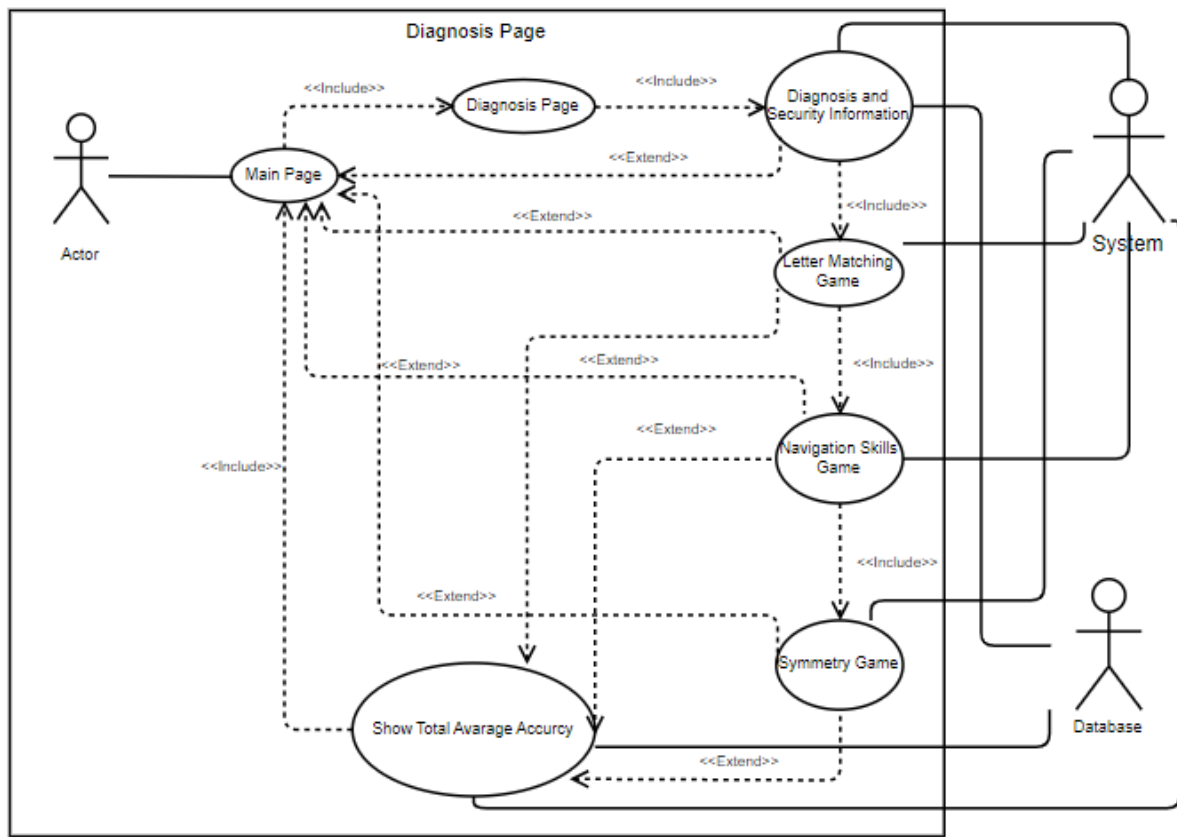 Diagnosis Page
<<Include>>
<<Include>>
Diagnosis Page
Diagnosis and
Security Information
<<Extend>>
Main Page
Actor
<<Include>>
<<Extend>>
System
Letter Matching
Game
<<Extend>>
<<Extend>>
<<Include>>
<<Extend>>
Navigation Skills
Game
<<Include>>
<<Include>>
<<Extend>>
Symmetry Game
Show Total Avarage Accurcy
Database
<<Extend>>